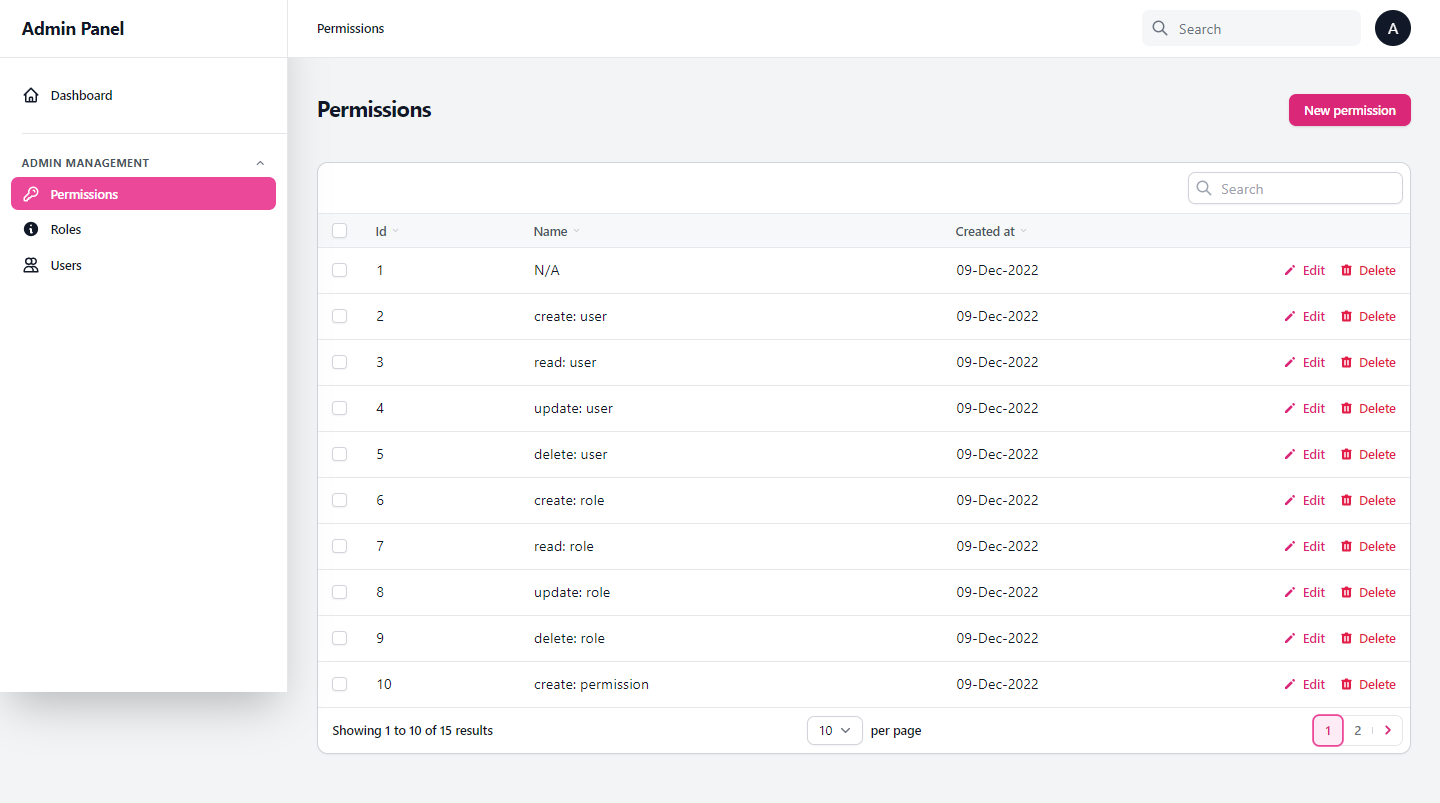 Admin Panel
Permissions
Search
A
Dashboard
Permissions
New permission
ADMIN MANAGEMENT
Permissions
Roles
Users
Search
Id Name Created at
1 N/A 09-Dec-2022 Edit Delete
2 create: user 09-Dec-2022 Edit Delete
3 read: user 09-Dec-2022 Edit Delete
4 update: user 09-Dec-2022 Edit Delete
5 delete: user 09-Dec-2022 Edit Delete
6 create: role 09-Dec-2022 Edit Delete
7 read: role 09-Dec-2022 Edit Delete
8 update: role 09-Dec-2022 Edit Delete
9 delete: role 09-Dec-2022 Edit Delete
10 create: permission 09-Dec-2022 Edit Delete
Showing 1 to 10 of 15 results 10 per page 1 2